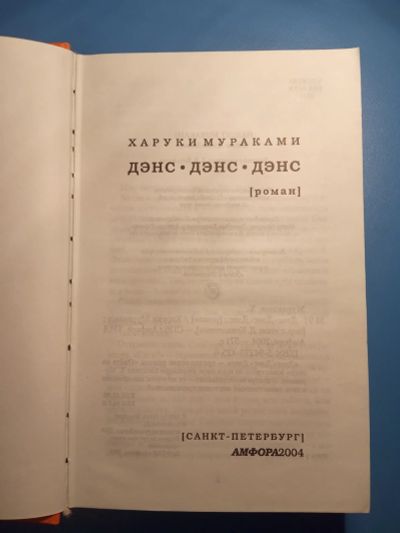 ХАРУКИ МУРАКАМИ
ДЭНС • ДЭНС • ДЭНС
[роман]
[САНКТ-ПЕТЕРБУРГ]
АМФОРА2004